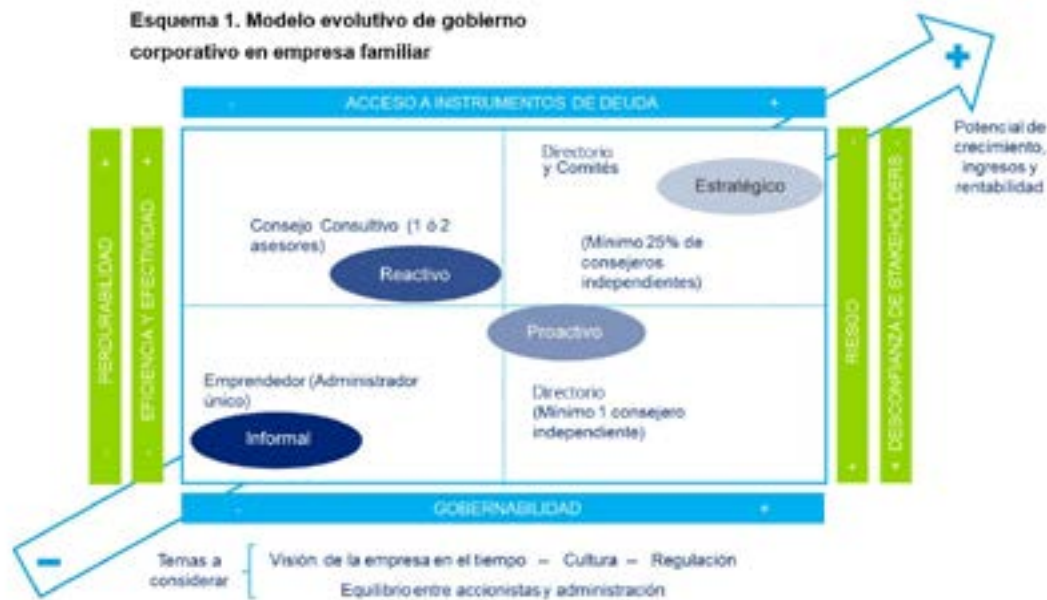 Esquema 1. Modelo evolutivo de gobierno
corporativo en empresa familiar
+
- ACCESO A INSTRUMENTOS DE DEUDA +
Potencial de
crecimiento,
ingresos y
rentabilidad
+ PERDURABILIDAD -
+ EFICIENCIA Y EFECTIVIDAD -
Directorio
y Comités
Estratégico
Consejo Consultivo (1 ó 2
asesores)
Reactivo
(Mínimo 25% de
consejeros
independientes)
Proactivo
Emprendedor (Administrador
único)
Informal
Directorio
(Mínimo 1 consejero
independiente)
- RIESGO +
+ DESCONFIANZA DE STAKEHOLDERS -
- GOBERNABILIDAD +
-
Temas a
considerar
Visión de la empresa en el tiempo – Cultura – Regulación
Equilibrio entre accionistas y administración